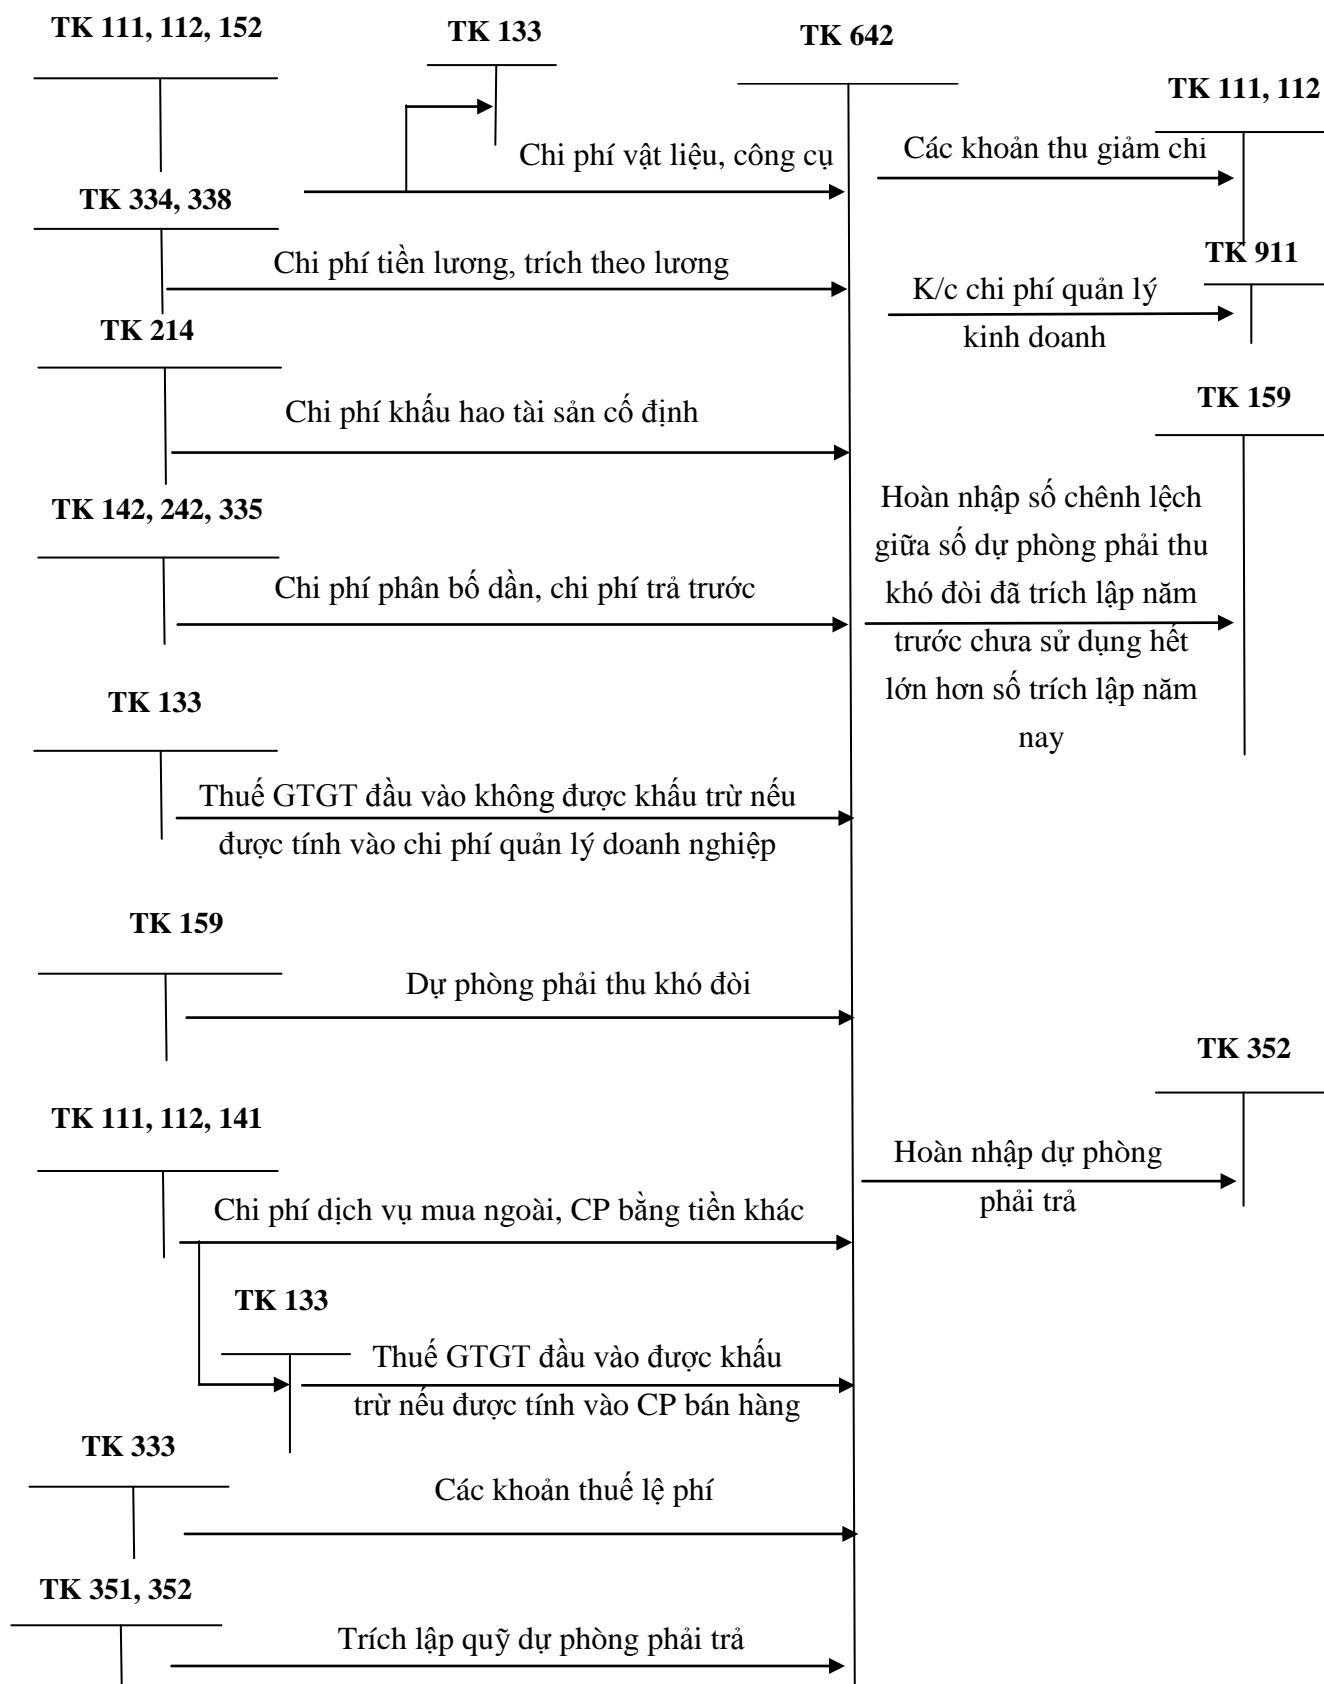 TK 111, 112, 152
TK 133
TK 642
TK 111, 112
Chi phí vật liệu, công cụ
Các khoản thu giảm chi
TK 334, 338
Chi phí tiền lương, trích theo lương
TK 911
K/c chi phí quản lý
kinh doanh
TK 214
Chi phí khấu hao tài sản cố định
TK 159
TK 142, 242, 335
Hoàn nhập số chênh lệch
giữa số dự phòng phải thu
khó đòi đã trích lập năm
trước chưa sử dụng hết
lớn hơn số trích lập năm
nay
Chi phí phân bố dần, chi phí trả trước
TK 133
Thuế GTGT đầu vào không được khấu trừ nếu
được tính vào chi phí quản lý doanh nghiệp
TK 159
Dự phòng phải thu khó đòi
TK 352
TK 111, 112, 141
Hoàn nhập dự phòng
phải trả
Chi phí dịch vụ mua ngoài, CP bằng tiền khác
TK 133
Thuế GTGT đầu vào được khấu
trừ nếu được tính vào CP bán hàng
TK 333
Các khoản thuế lệ phí
TK 351, 352
Trích lập quỹ dự phòng phải trả